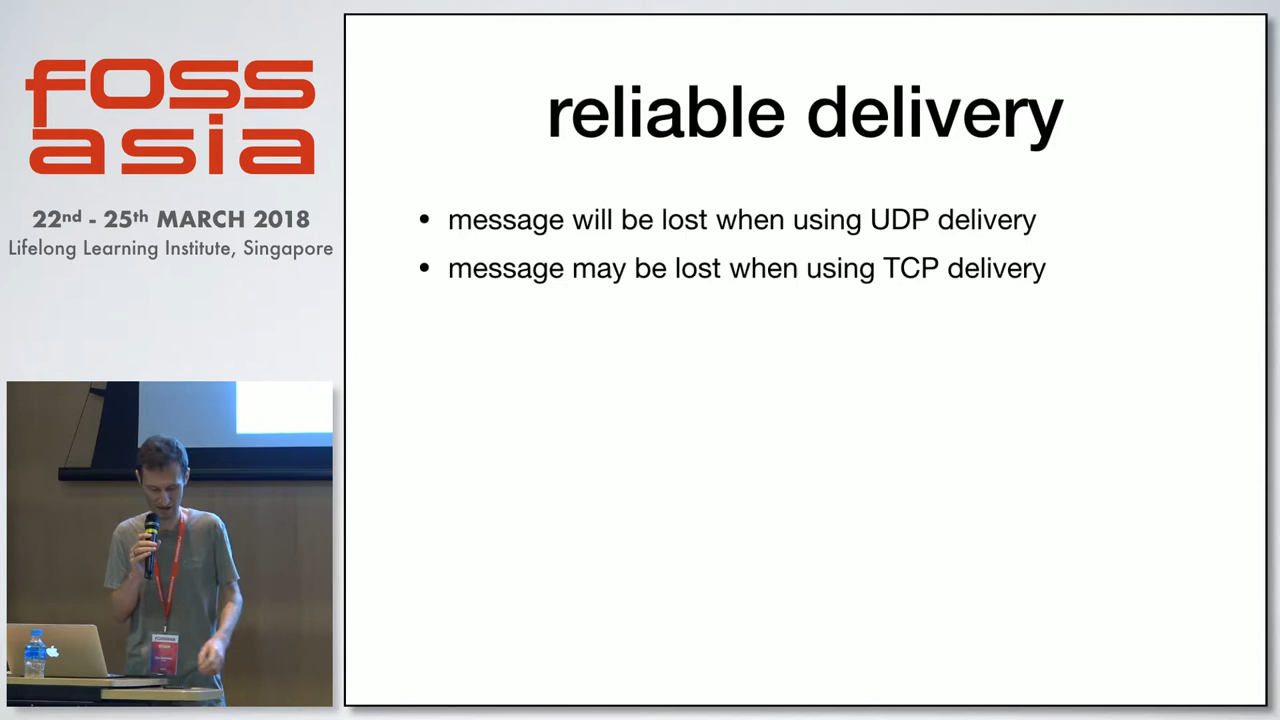 foss
asia
22nd - 25th MARCH 2018
Lifelong Learning Institute, Singapore
reliable delivery
• message will be lost when using UDP delivery
• message may be lost when using TCP delivery